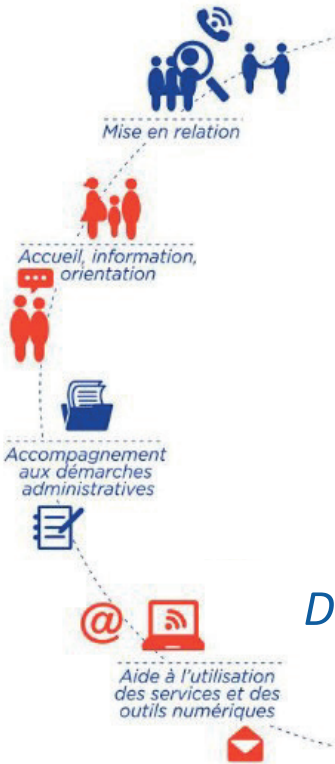 Mise en relation
Accueil, information,
orientation
Accompagnement
aux démarches
administratives
@
D
Aide à l'utilisation
des services et des
outils numériques